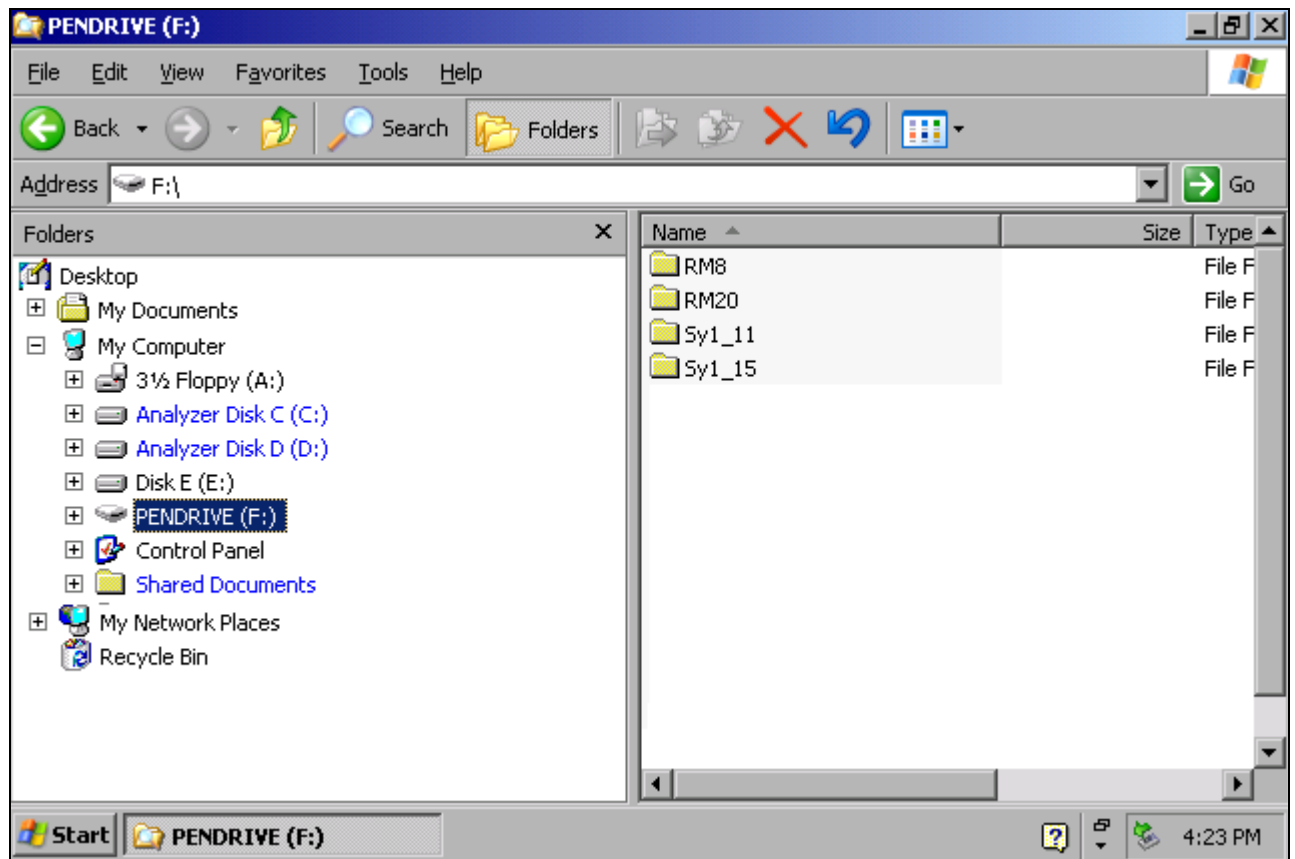 PENDRIVE (F:)
File Edit View Favorites Tools Help
Back Search Folders
Address F:\ Go
Folders
Name Size Type
Desktop
My Documents
My Computer
3½ Floppy (A:)
Analyzer Disk C (C:)
Analyzer Disk D (D:)
Disk E (E:)
PENDRIVE (F:)
Control Panel
Shared Documents
My Network Places
Recycle Bin
RM8 File F
RM20 File F
Sy1_11 File F
Sy1_15 File F
Start PENDRIVE (F:) 4:23 PM